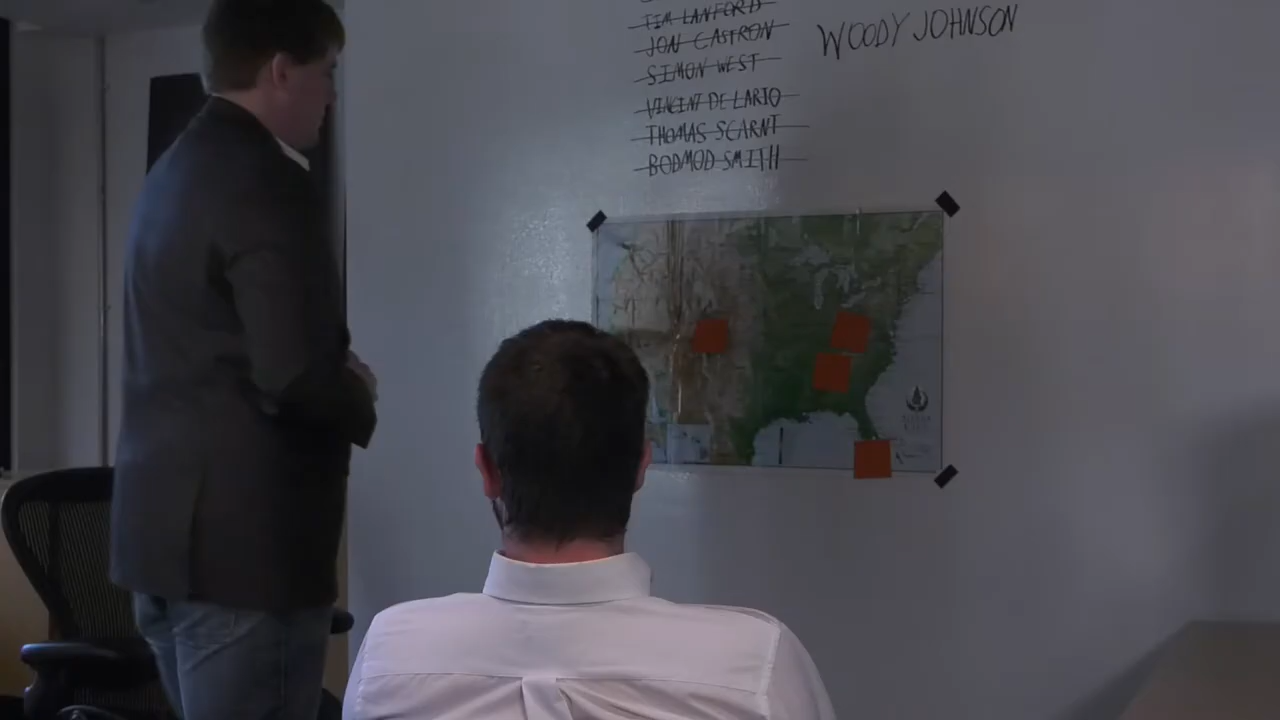 TIM LANFORD
JON CASTRON
SIMON WEST
VINCENT DE LARIO
THOMAS SCARNT
BODMOD SMITH
WOODY JOHNSON